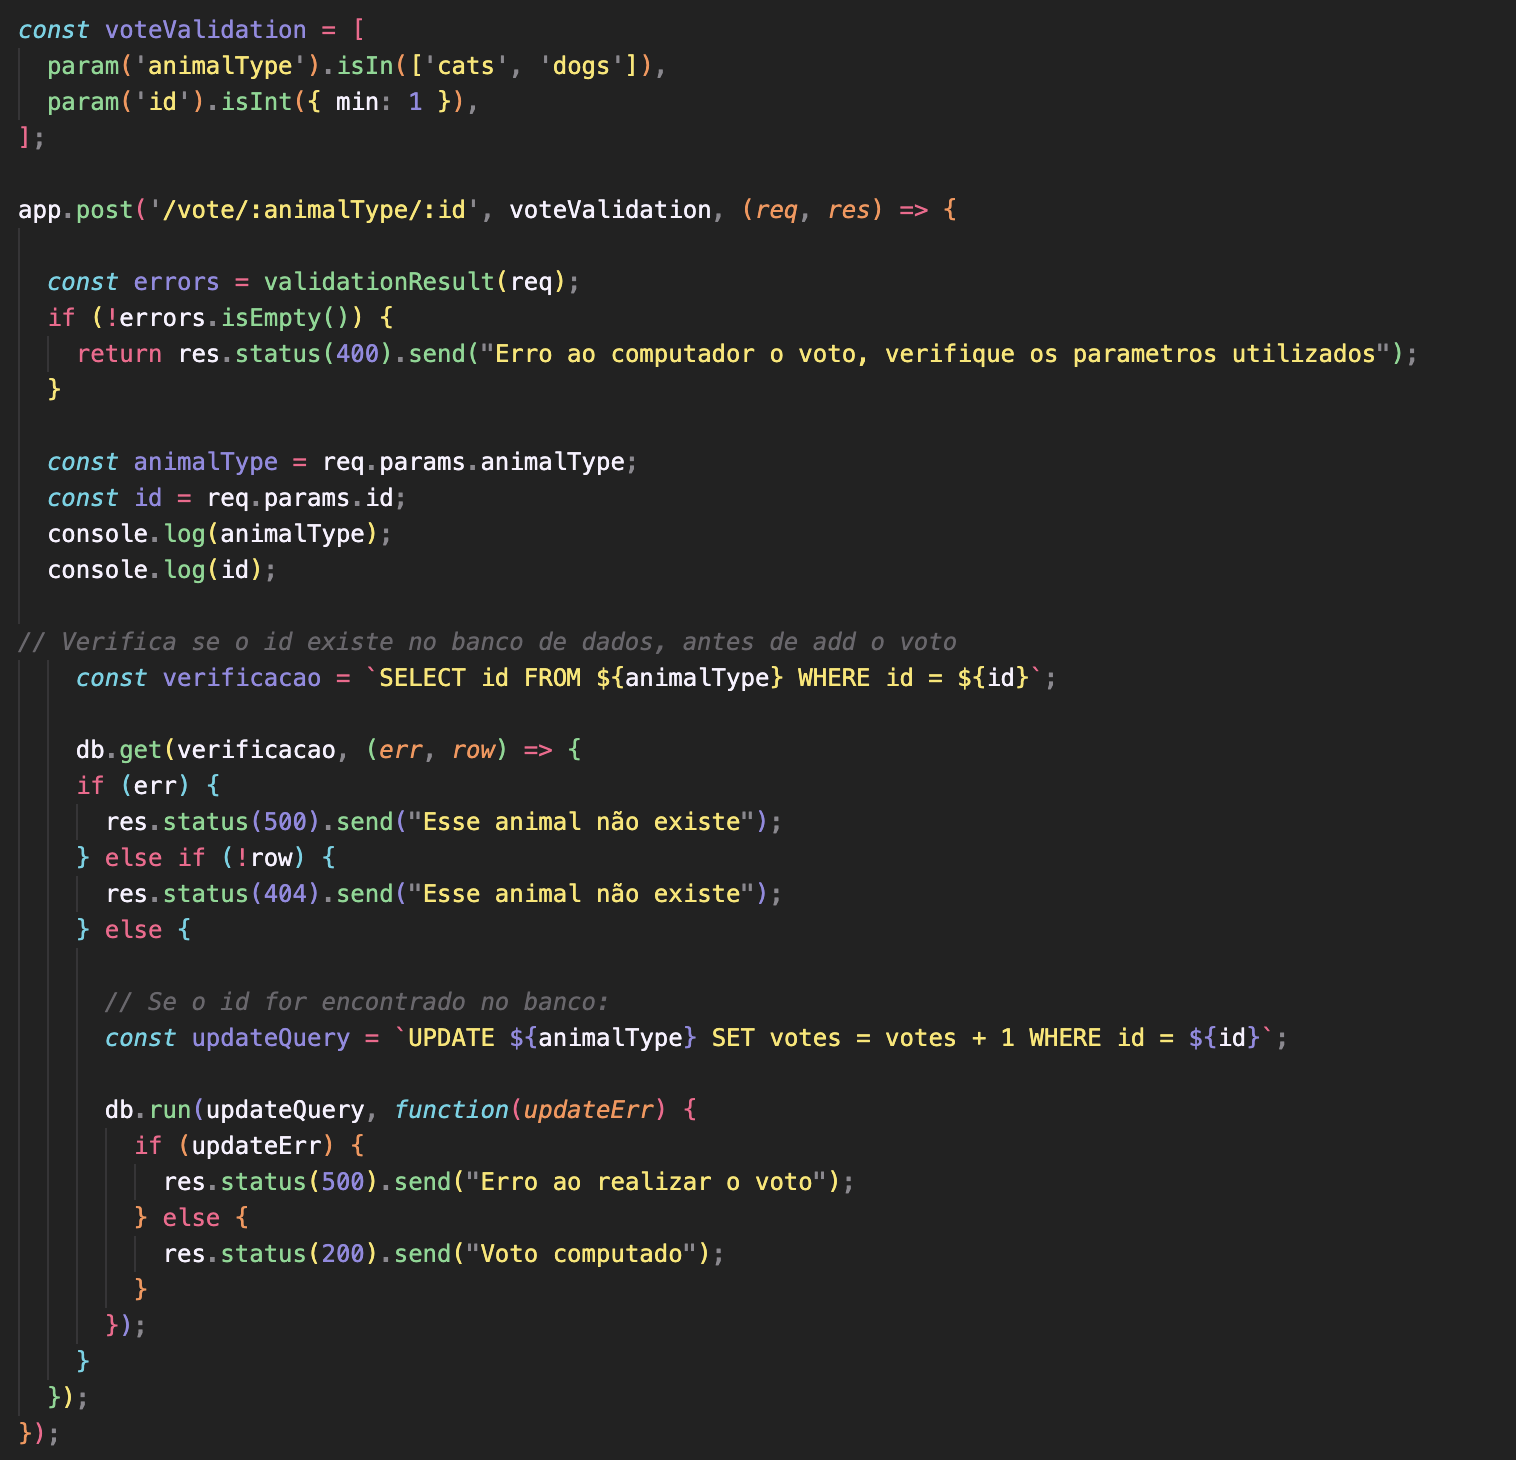 const voteValidation = [
param('animalType').isIn(['cats', 'dogs']),
param('id').isInt({ min: 1 }),
];
app.post('/vote/:animalType/:id', voteValidation, (req, res) => {
const errors = validationResult(req);
if (!errors.isEmpty()) {
return res.status(400).send("Erro ao computador o voto, verifique os parametros utilizados");
}
const animalType = req.params.animalType;
const id = req.params.id;
console.log(animalType);
console.log(id);
// Verifica se o id existe no banco de dados, antes de add o voto
const verificacao = `SELECT id FROM ${animalType} WHERE id = ${id}`;
db.get(verificacao, (err, row) => {
if (err) {
res.status(500).send("Esse animal não existe");
} else if (!row) {
res.status(404).send("Esse animal não existe");
} else {
// Se o id for encontrado no banco:
const updateQuery = `UPDATE ${animalType} SET votes = votes + 1 WHERE id = ${id}`;
db.run(updateQuery, function(updateErr) {
if (updateErr) {
res.status(500).send("Erro ao realizar o voto");
} else {
res.status(200).send("Voto computado");
}
});
}
});
});